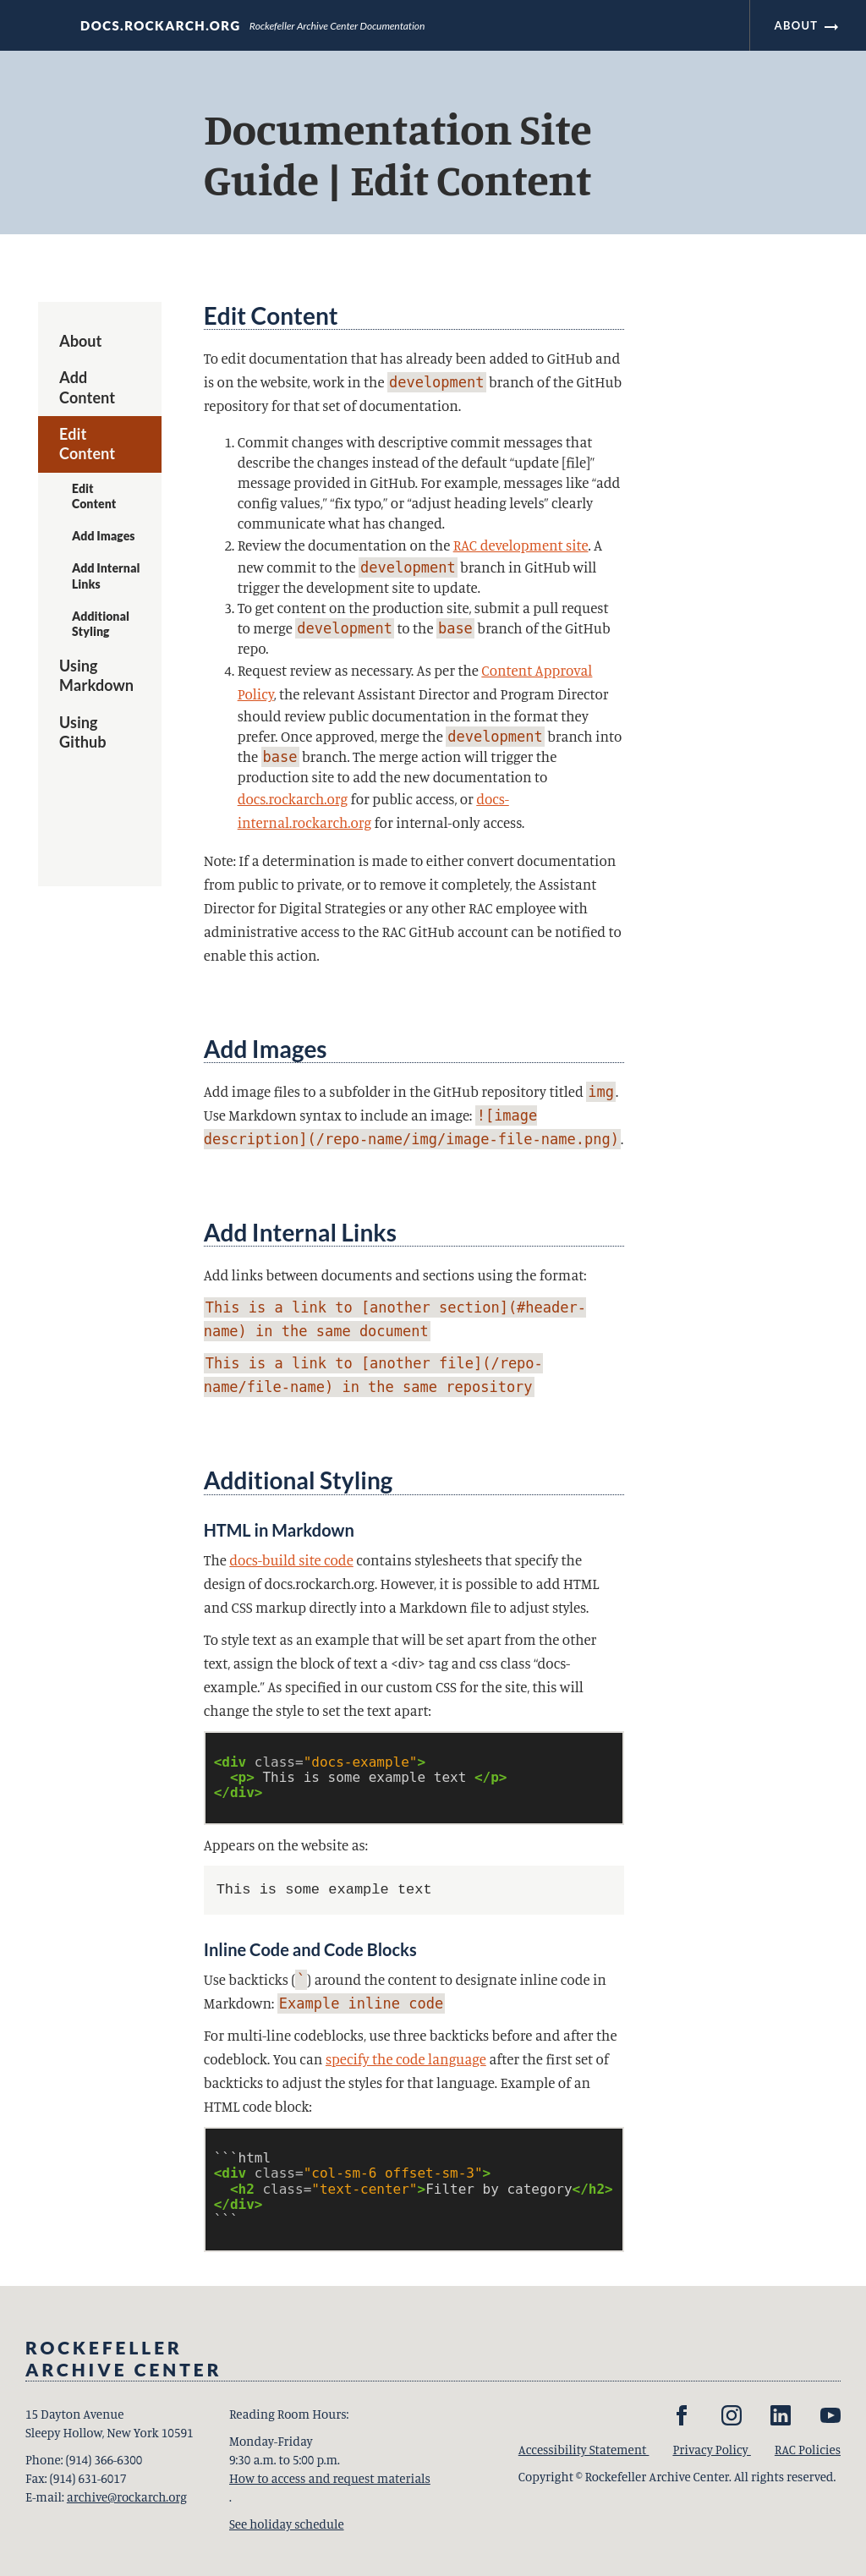 DOCS.ROCKARCH.ORG Rockefeller Archive Center Documentation
ABOUT →
Documentation Site
Guide | Edit Content
About
Add
Content
Edit
Content
Edit
Content
Add Images
Add Internal
Links
Additional
Styling
Using
Markdown
Using
Github
Edit Content
To edit documentation that has already been added to GitHub and
is on the website, work in the development branch of the GitHub
repository for that set of documentation.
1. Commit changes with descriptive commit messages that
describe the changes instead of the default “update [file]”
message provided in GitHub. For example, messages like “add
config values,” “fix typo,” or “adjust heading levels” clearly
communicate what has changed.
2. Review the documentation on the RAC development site. A
new commit to the development branch in GitHub will
trigger the development site to update.
3. To get content on the production site, submit a pull request
to merge development to the base branch of the GitHub
repo.
4. Request review as necessary. As per the Content Approval
Policy, the relevant Assistant Director and Program Director
should review public documentation in the format they
prefer. Once approved, merge the development branch into
the base branch. The merge action will trigger the
production site to add the new documentation to
docs.rockarch.org for public access, or docs-
internal.rockarch.org for internal-only access.
Note: If a determination is made to either convert documentation
from public to private, or to remove it completely, the Assistant
Director for Digital Strategies or any other RAC employee with
administrative access to the RAC GitHub account can be notified to
enable this action.
Add Images
Add image files to a subfolder in the GitHub repository titled img.
Use Markdown syntax to include an image: ![image
description](/repo-name/img/image-file-name.png).
Add Internal Links
Add links between documents and sections using the format:
This is a link to [another section](#header-
name) in the same document
This is a link to [another file](/repo-
name/file-name) in the same repository
Additional Styling
HTML in Markdown
The docs-build site code contains stylesheets that specify the
design of docs.rockarch.org. However, it is possible to add HTML
and CSS markup directly into a Markdown file to adjust styles.
To style text as an example that will be set apart from the other
text, assign the block of text a <div> tag and css class “docs-
example.” As specified in our custom CSS for the site, this will
change the style to set the text apart:
<div class="docs-example">
  <p> This is some example text </p>
</div>
Appears on the website as:
This is some example text
Inline Code and Code Blocks
Use backticks (`) around the content to designate inline code in
Markdown: Example inline code
For multi-line codeblocks, use three backticks before and after the
codeblock. You can specify the code language after the first set of
backticks to adjust the styles for that language. Example of an
HTML code block:
```html
<div class="col-sm-6 offset-sm-3">
  <h2 class="text-center">Filter by category</h2>
</div>
```
ROCKEFELLER
ARCHIVE CENTER
15 Dayton Avenue
Sleepy Hollow, New York 10591
Phone: (914) 366-6300
Fax: (914) 631-6017
E-mail: archive@rockarch.org
Reading Room Hours:
Monday-Friday
9:30 a.m. to 5:00 p.m.
How to access and request materials
.
See holiday schedule
Accessibility Statement Privacy Policy RAC Policies
Copyright © Rockefeller Archive Center. All rights reserved.